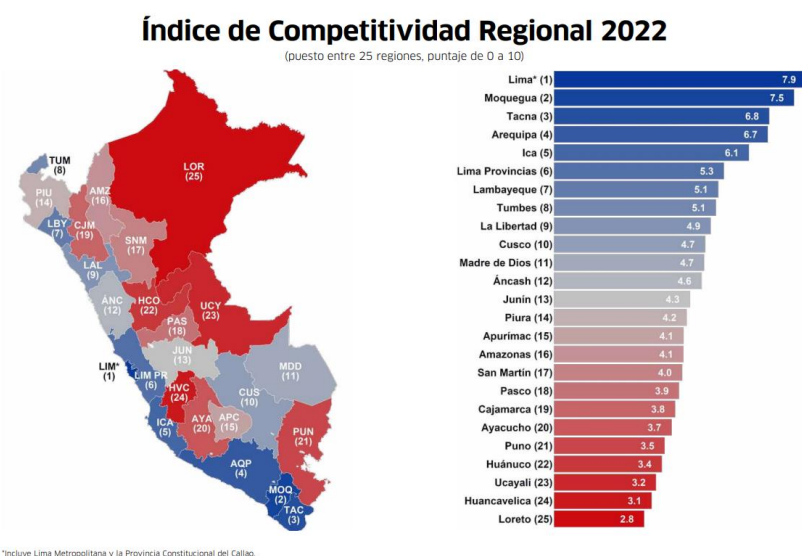 Índice de Competitividad Regional 2022
(puesto entre 25 regiones, puntaje de 0 a 10)
LOR
(25)
TUM
(8)
PIU
(14)
AMZ
(16)
LBY
(7)
CJM
(19)
SNM
(17)
LAL
(9)
ÁNC
(12)
HCO
(22)
UCY
(23)
PAS
(18)
JUN
(13)
LIM*
(1)
LIM PR
(6)
MDD
(11)
HVC
(24)
CUS
(10)
ICA
(5)
AYA
(20)
APC
(15)
PUN
(21)
AQP
(4)
MOQ
(2)
TAC
(3)
Lima* (1) 7.9
Moquegua (2) 7.5
Tacna (3) 6.8
Arequipa (4) 6.7
Ica (5) 6.1
Lima Provincias (6) 5.3
Lambayeque (7) 5.1
Tumbes (8) 5.1
La Libertad (9) 4.9
Cusco (10) 4.7
Madre de Dios (11) 4.7
Áncash (12) 4.6
Junín (13) 4.3
Piura (14) 4.2
Apurímac (15) 4.1
Amazonas (16) 4.1
San Martín (17) 4.0
Pasco (18) 3.9
Cajamarca (19) 3.8
Ayacucho (20) 3.7
Puno (21) 3.5
Huánuco (22) 3.4
Ucayali (23) 3.2
Huancavelica (24) 3.1
Loreto (25) 2.8
*Incluye Lima Metropolitana y la Provincia Constitucional del Callao.